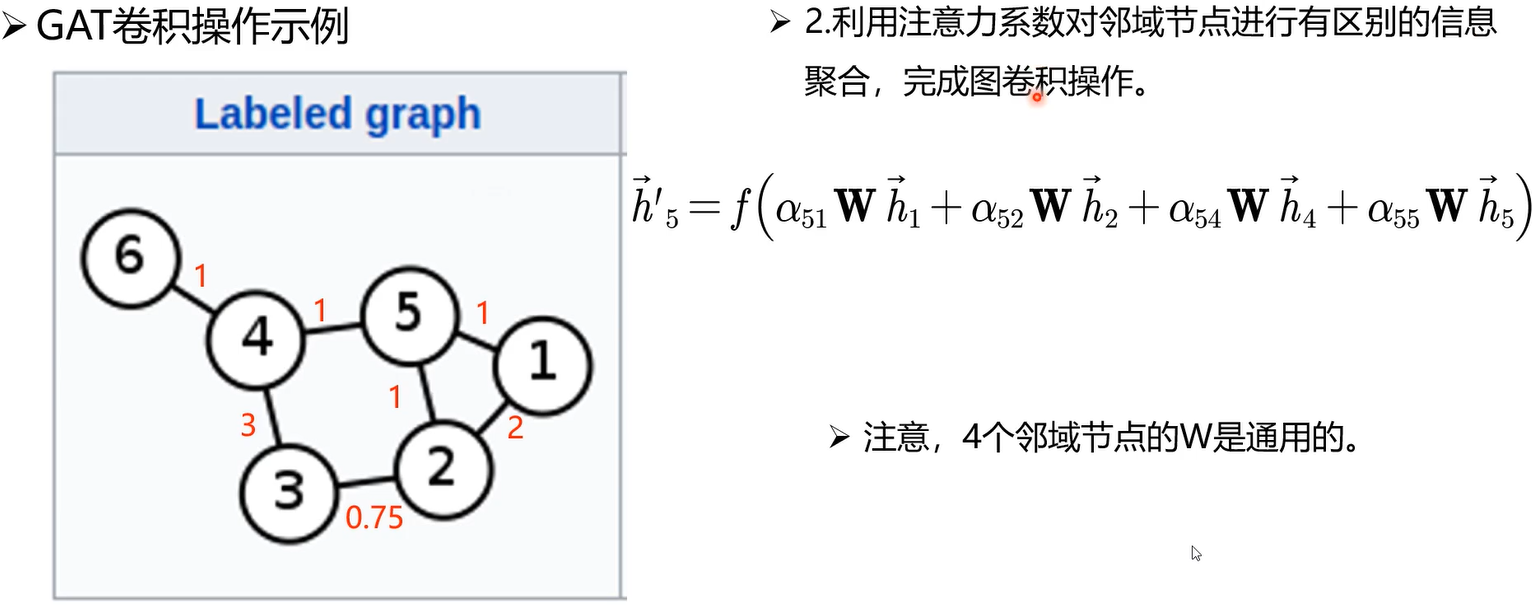 ➢ GAT卷积操作示例
Labeled graph
6
1
4
1
5
1
1
3
1
2
3
0.75
2
➢ 2.利用注意力系数对邻域节点进行有区别的信息
聚合，完成图卷积操作。
$\vec{h}'_5 = f\left(\alpha_{51}\mathbf{W}\vec{h}_1 + \alpha_{52}\mathbf{W}\vec{h}_2 + \alpha_{54}\mathbf{W}\vec{h}_4 + \alpha_{55}\mathbf{W}\vec{h}_5\right)$
➢ 注意，4个邻域节点的W是通用的。